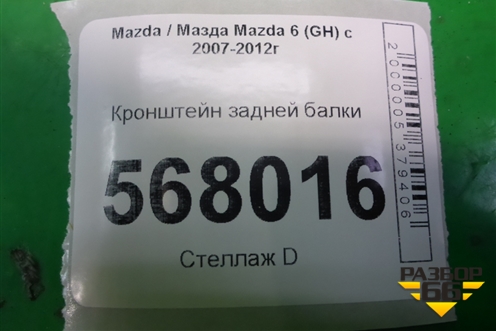 Mazda / Мазда Mazda 6 (GH) с
2007-2012г
Кронштейн задней балки
568016
Стеллаж D
2000005379406
РАЗБОР
66